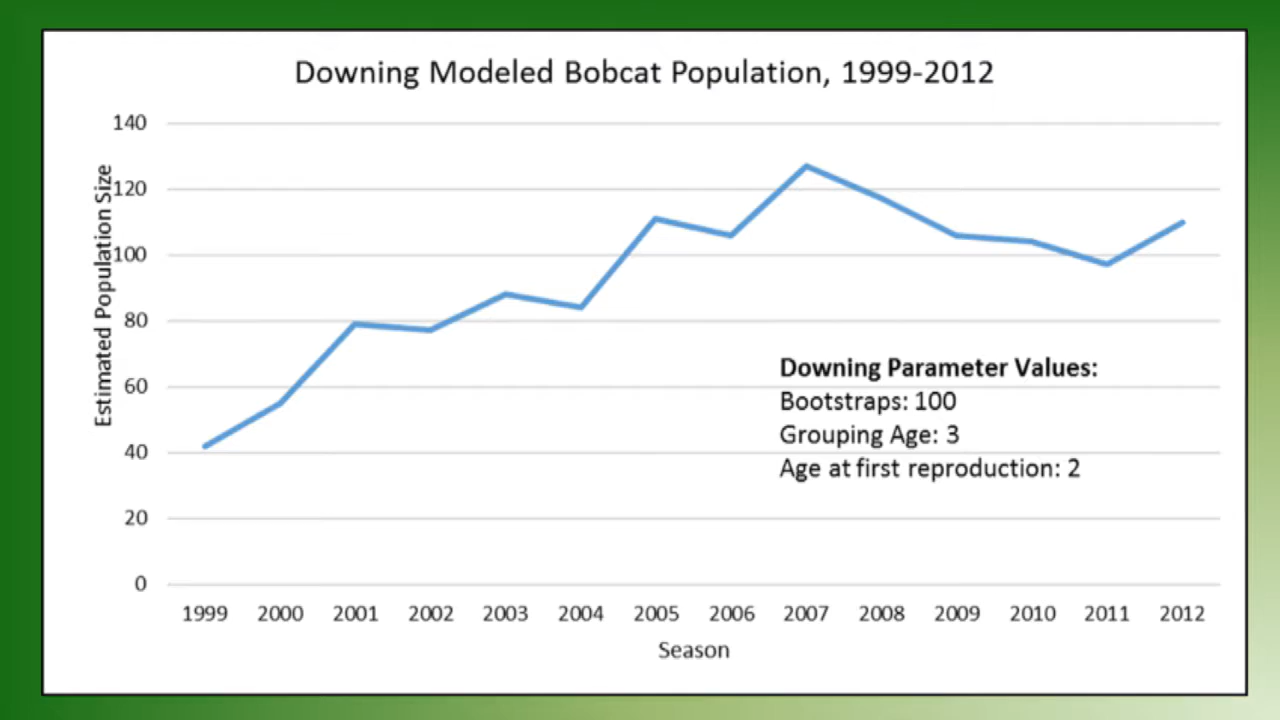 Downing Modeled Bobcat Population, 1999-2012
Estimated Population Size
140
120
100
80
60
40
20
0
Downing Parameter Values:
Bootstraps: 100
Grouping Age: 3
Age at first reproduction: 2
1999 2000 2001 2002 2003 2004 2005 2006 2007 2008 2009 2010 2011 2012
Season